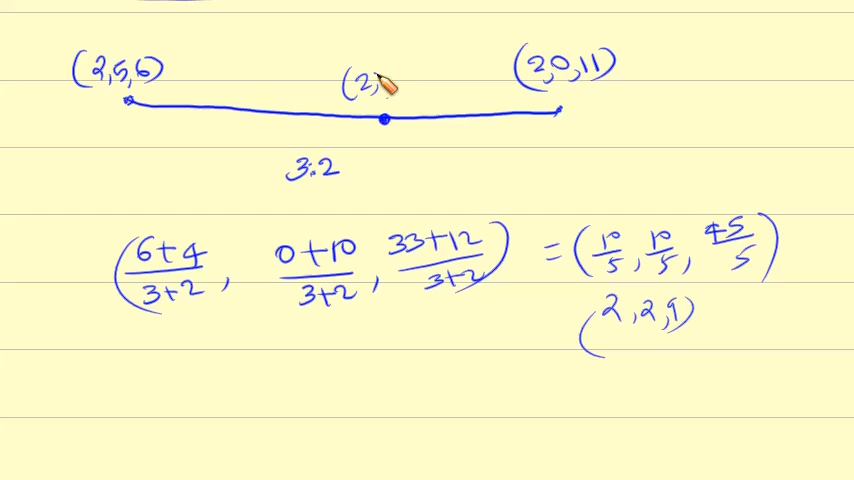 (2,5,6) (2, (2,0,11)
3:2
(6+4/3+2, 0+10/3+2, 33+12/3+2) = (10/5, 10/5, 45/5)
(2,2,9)